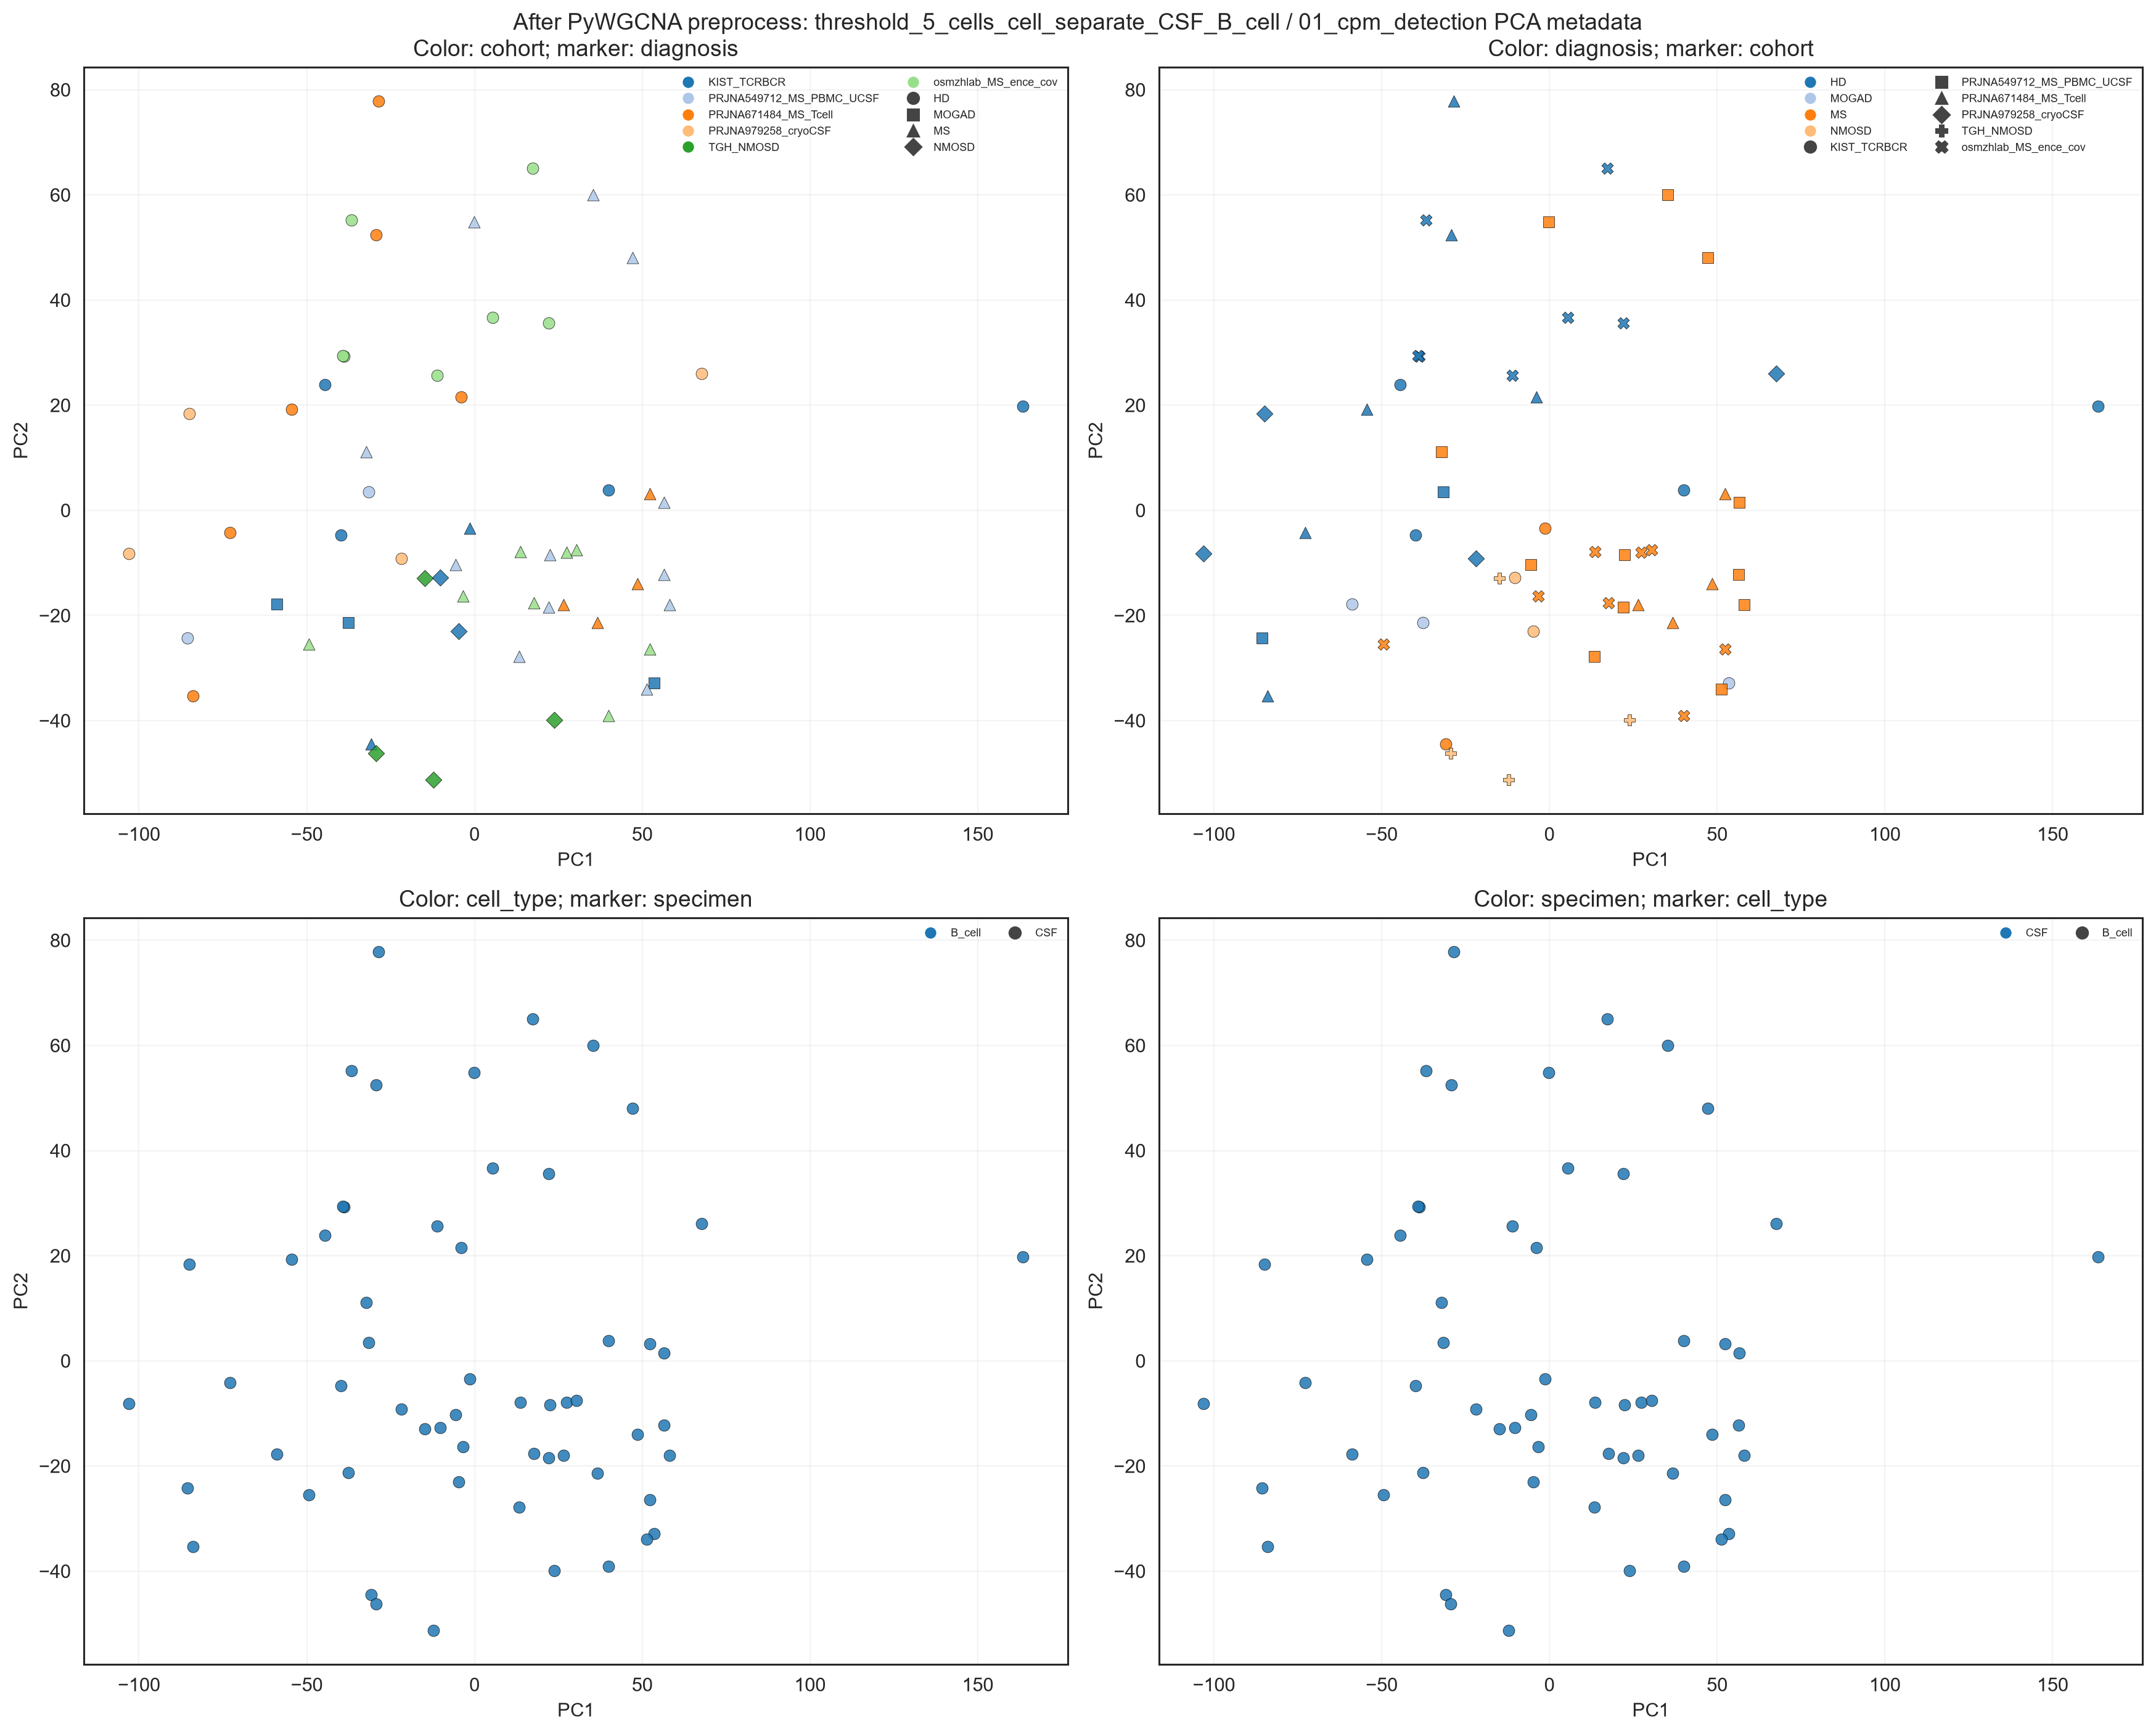 After PyWGCNA preprocess: threshold_5_cells_cell_separate_CSF_B_cell / 01_cpm_detection PCA metadata
Color: cohort; marker: diagnosis
KIST_TCRBCR
PRJNA549712_MS_PBMC_UCSF
PRJNA671484_MS_Tcell
PRJNA979258_cryoCSF
TGH_NMOSD
osmzhlab_MS_ence_cov
HD
MOGAD
MS
NMOSD
80
60
40
20
0
−20
−40
PC2
−100
−50
0
50
100
150
PC1
Color: diagnosis; marker: cohort
HD
MOGAD
MS
NMOSD
KIST_TCRBCR
PRJNA549712_MS_PBMC_UCSF
PRJNA671484_MS_Tcell
PRJNA979258_cryoCSF
TGH_NMOSD
osmzhlab_MS_ence_cov
80
60
40
20
0
−20
−40
PC2
−100
−50
0
50
100
150
PC1
Color: cell_type; marker: specimen
B_cell
CSF
80
60
40
20
0
−20
−40
PC2
−100
−50
0
50
100
150
PC1
Color: specimen; marker: cell_type
CSF
B_cell
80
60
40
20
0
−20
−40
PC2
−100
−50
0
50
100
150
PC1